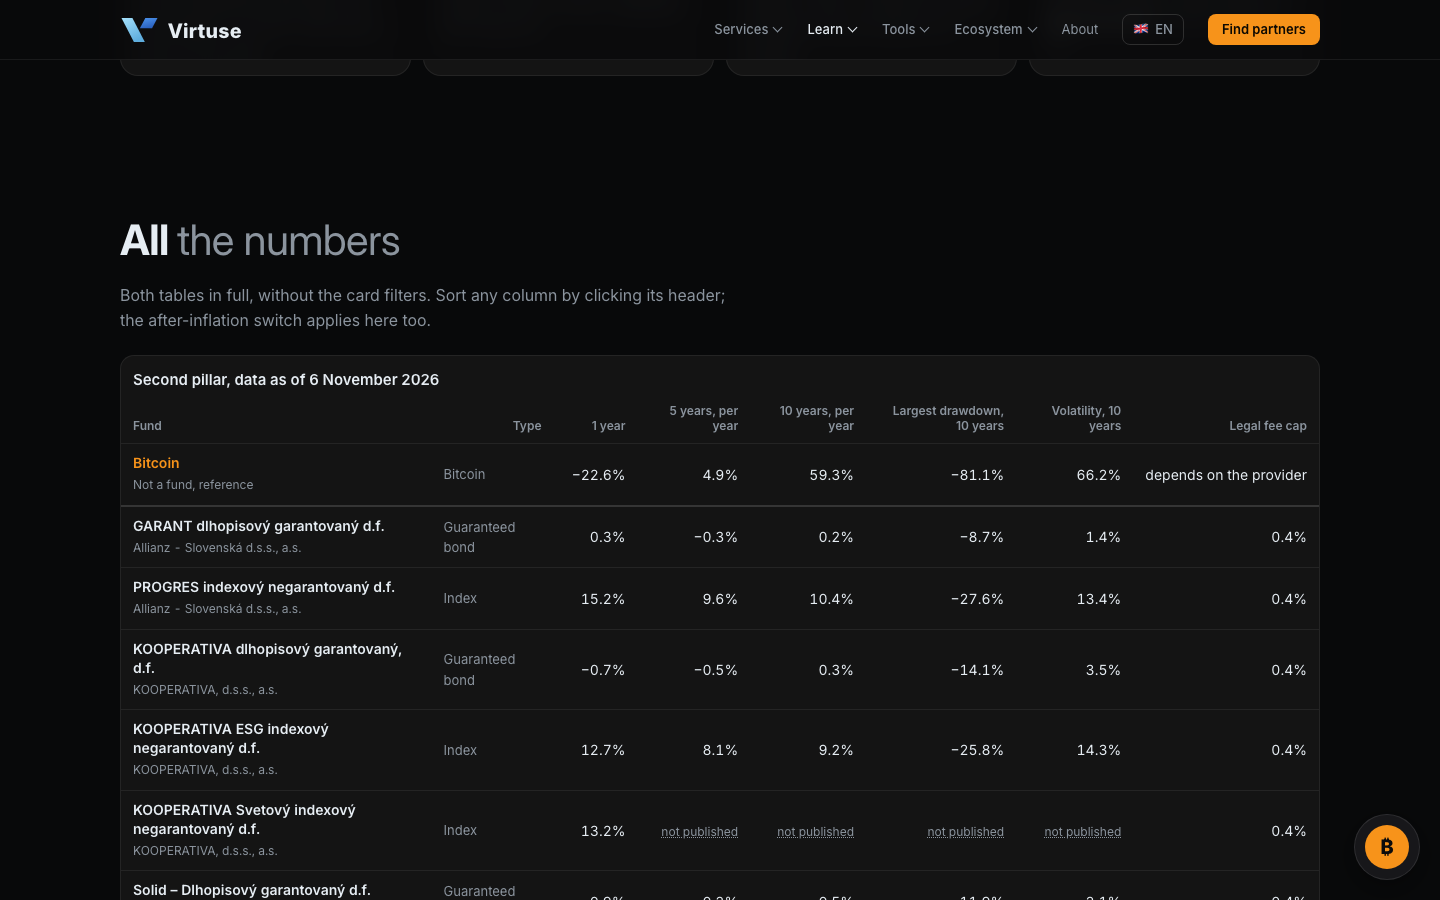 Virtuse
Services Learn Tools Ecosystem About EN Find partners
All the numbers
Both tables in full, without the card filters. Sort any column by clicking its header;
the after-inflation switch applies here too.
Second pillar, data as of 6 November 2026
Fund Type 1 year 5 years, per year 10 years, per year Largest drawdown, 10 years Volatility, 10 years Legal fee cap
Bitcoin
Not a fund, reference
Bitcoin −22.6% 4.9% 59.3% −81.1% 66.2% depends on the provider
GARANT dlhopisový garantovaný d.f.
Allianz - Slovenská d.s.s., a.s.
Guaranteed bond 0.3% −0.3% 0.2% −8.7% 1.4% 0.4%
PROGRES indexový negarantovaný d.f.
Allianz - Slovenská d.s.s., a.s.
Index 15.2% 9.6% 10.4% −27.6% 13.4% 0.4%
KOOPERATIVA dlhopisový garantovaný,
d.f.
KOOPERATIVA, d.s.s., a.s.
Guaranteed bond −0.7% −0.5% 0.3% −14.1% 3.5% 0.4%
KOOPERATIVA ESG indexový
negarantovaný d.f.
KOOPERATIVA, d.s.s., a.s.
Index 12.7% 8.1% 9.2% −25.8% 14.3% 0.4%
KOOPERATIVA Svetový indexový
negarantovaný d.f.
KOOPERATIVA, d.s.s., a.s.
Index 13.2% not published not published not published not published 0.4%
Solid – Dlhopisový garantovaný d.f.
Guaranteed